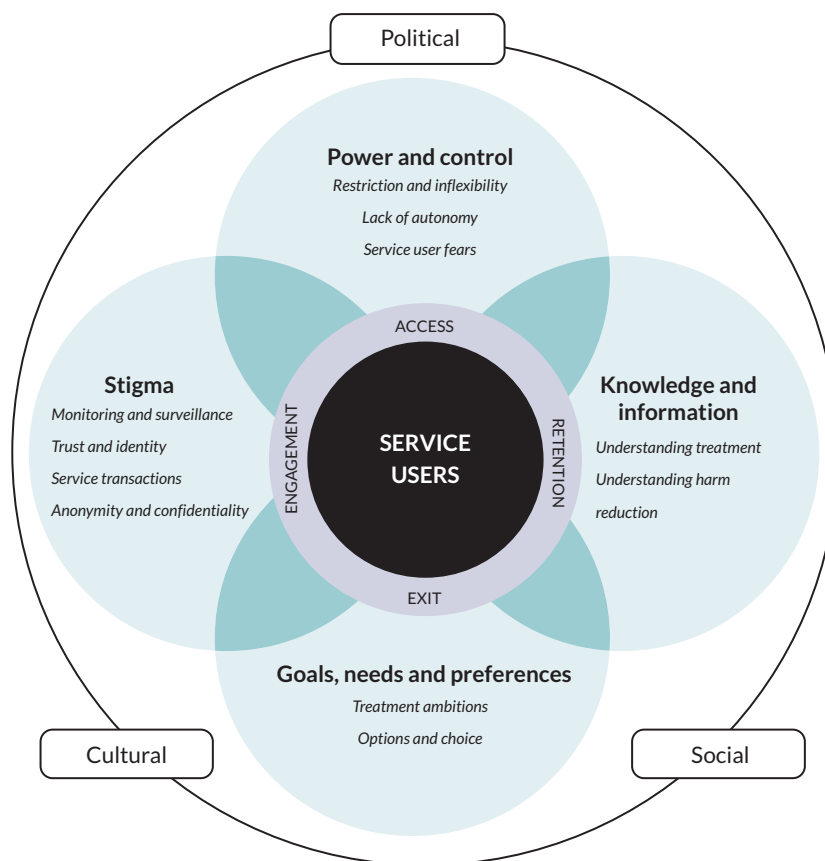 Political
Power and control
Restriction and inflexibility
Lack of autonomy
Service user fears
ACCESS
Stigma
Monitoring and surveillance
Trust and identity
Service transactions
Anonymity and confidentiality
ENGAGEMENT
SERVICE
USERS
RETENTION
Knowledge and
information
Understanding treatment
Understanding harm
reduction
EXIT
Goals, needs and preferences
Treatment ambitions
Options and choice
Cultural
Social